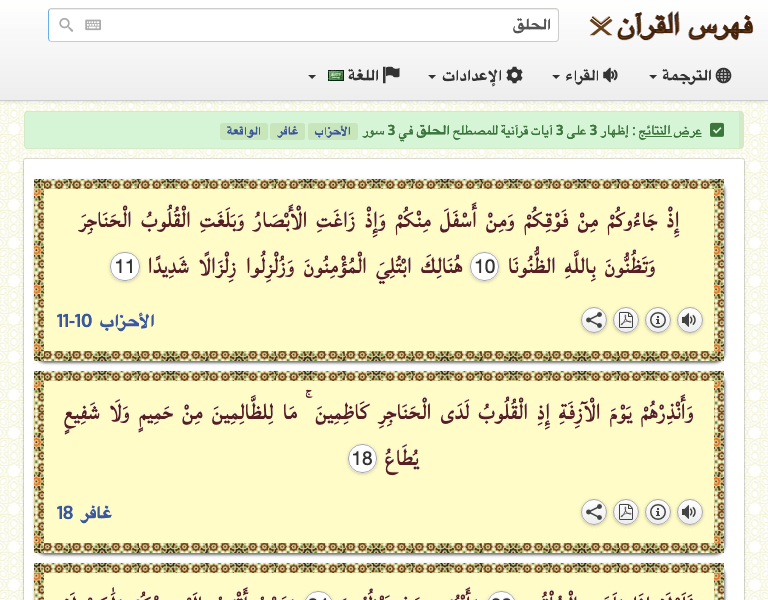 فهرس القرآن
الحلق
الترجمة القراء الإعدادات اللغة
عرض النتائج : إظهار 3 على 3 آيات قرآنية للمصطلح الحلق في 3 سور الأحزاب غافر الواقعة
إِذْ جَاءُوكُمْ مِنْ فَوْقِكُمْ وَمِنْ أَسْفَلَ مِنْكُمْ وَإِذْ زَاغَتِ الْأَبْصَارُ وَبَلَغَتِ الْقُلُوبُ الْحَنَاجِرَ
وَتَظُنُّونَ بِاللَّهِ الظُّنُونَا 10 هُنَالِكَ ابْتُلِيَ الْمُؤْمِنُونَ وَزُلْزِلُوا زِلْزَالًا شَدِيدًا 11
الأحزاب 10-11
وَأَنْذِرْهُمْ يَوْمَ الْآزِفَةِ إِذِ الْقُلُوبُ لَدَى الْحَنَاجِرِ كَاظِمِينَ ۚ مَا لِلظَّالِمِينَ مِنْ حَمِيمٍ وَلَا شَفِيعٍ
يُطَاعُ 18
غافر 18